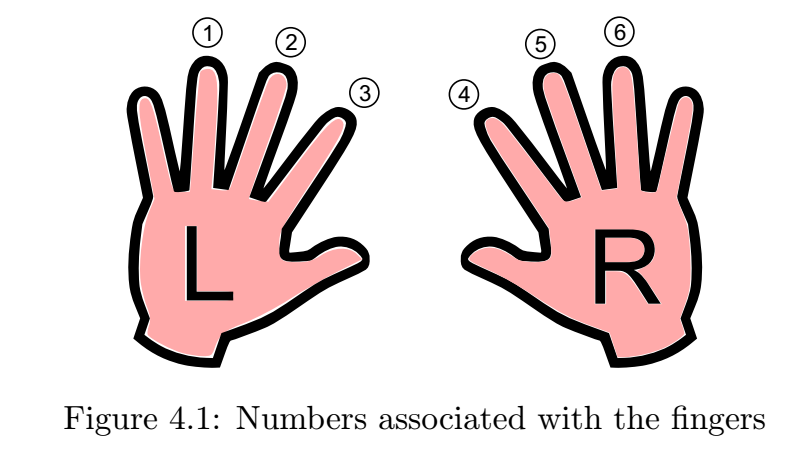 ① ② ③ ④ ⑤ ⑥
L R
Figure 4.1: Numbers associated with the fingers